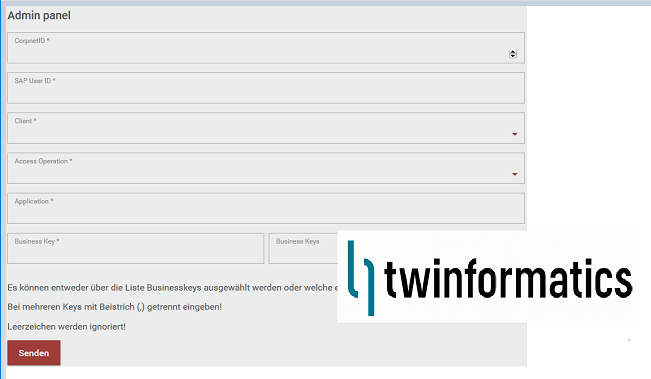 Admin panel
CorpnetID *
SAP User ID *
Client *
Access Operation *
Application *
Business Key *
Business Keys
Es können entweder über die Liste Businesskeys ausgewählt werden oder welche
twinformatics
Bei mehreren Keys mit Beistrich (,) getrennt eingeben!
Leerzeichen werden ignoriert!
Senden